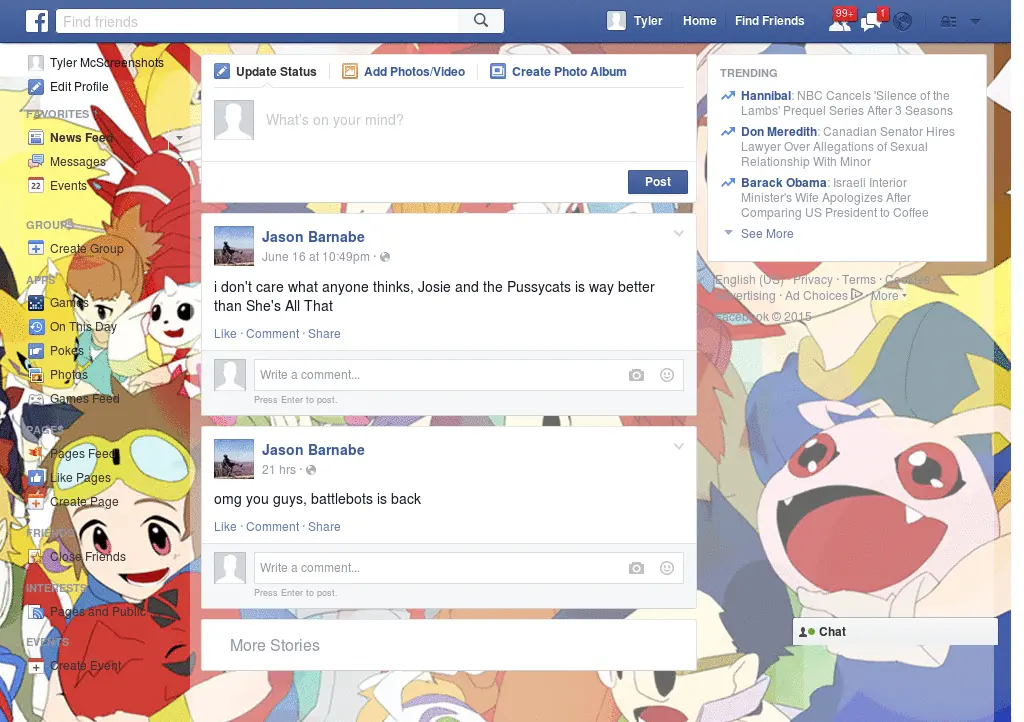 f
Find friends
Tyler
Home
Find Friends
99+
1
Tyler McScreenshots
Edit Profile
FAVORITES
News Feed
Messages
Events
22
GROUPS
Create Group
APPS
Games
On This Day
Pokes
Photos
Games Feed
PAGES
Pages Feed
Like Pages
Create Page
FRIENDS
Close Friends
INTERESTS
Pages and Public
EVENTS
Create Event
Update Status
Add Photos/Video
Create Photo Album
What's on your mind?
Post
Jason Barnabe
June 16 at 10:49pm ·
i don't care what anyone thinks, Josie and the Pussycats is way better
than She's All That
Like · Comment · Share
Write a comment...
Press Enter to post.
Jason Barnabe
21 hrs ·
omg you guys, battlebots is back
Like · Comment · Share
Write a comment...
Press Enter to post.
More Stories
TRENDING
Hannibal: NBC Cancels 'Silence of the
Lambs' Prequel Series After 3 Seasons
Don Meredith: Canadian Senator Hires
Lawyer Over Allegations of Sexual
Relationship With Minor
Barack Obama: Israeli Interior
Minister's Wife Apologizes After
Comparing US President to Coffee
See More
English (US) · Privacy · Terms · Cookies ·
Advertising · Ad Choices · More
Facebook © 2015
Chat